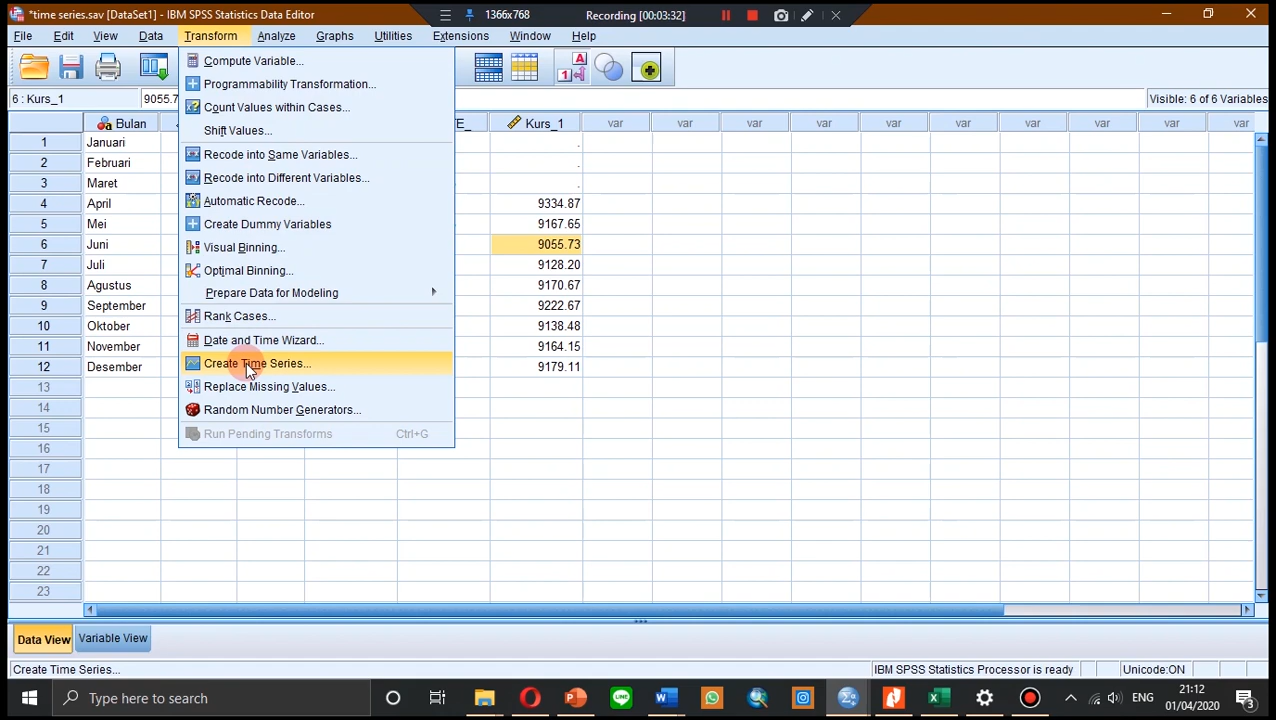 *time series.sav [DataSet1] - IBM SPSS Statistics Data Editor
1366x768
Recording [00:03:32]
File Edit View Data Transform Analyze Graphs Utilities Extensions Window Help
Compute Variable...
Programmability Transformation...
Count Values within Cases...
Shift Values...
Recode into Same Variables...
Recode into Different Variables...
Automatic Recode...
Create Dummy Variables
Visual Binning...
Optimal Binning...
Prepare Data for Modeling
Rank Cases...
Date and Time Wizard...
Create Time Series...
Replace Missing Values...
Random Number Generators...
Run Pending Transforms Ctrl+G
6 : Kurs_1 9055.7 Visible: 6 of 6 Variables
Bulan E_ Kurs_1 var var var var var var var var var
1 Januari .
2 Februari .
3 Maret .
4 April 9334.87
5 Mei 9167.65
6 Juni 9055.73
7 Juli 9128.20
8 Agustus 9170.67
9 September 9222.67
10 Oktober 9138.48
11 November 9164.15
12 Desember 9179.11
13
14
15
16
17
18
19
20
21
22
23
Data View Variable View
Create Time Series... IBM SPSS Statistics Processor is ready Unicode:ON
Type here to search
ENG
21:12
01/04/2020
3